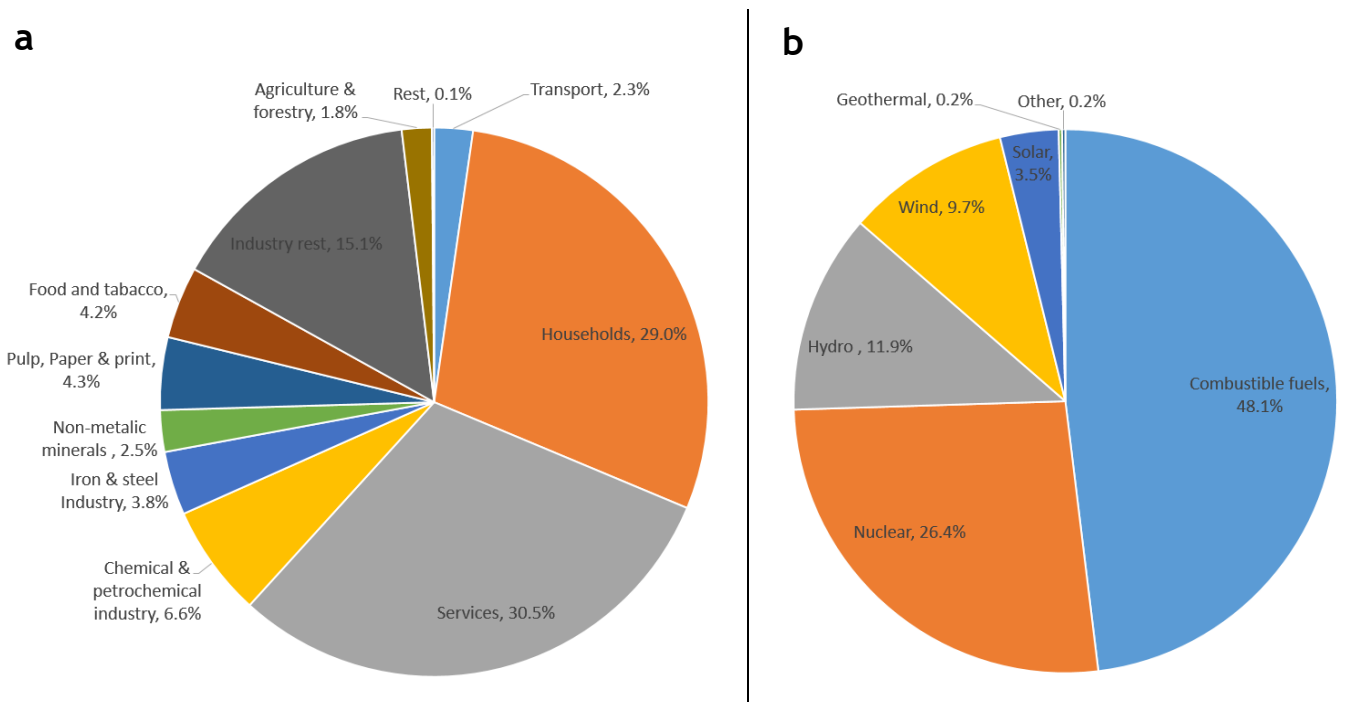 a
Agriculture &
forestry, 1.8%
Rest, 0.1%
Transport, 2.3%
Industry rest, 15.1%
Food and tabacco,
4.2%
Households, 29.0%
Pulp, Paper & print,
4.3%
Non-metalic
minerals , 2.5%
Iron & steel
Industry, 3.8%
Chemical &
petrochemical
industry, 6.6%
Services, 30.5%
b
Geothermal, 0.2%
Other, 0.2%
Solar,
3.5%
Wind, 9.7%
Hydro , 11.9%
Combustible fuels,
48.1%
Nuclear, 26.4%